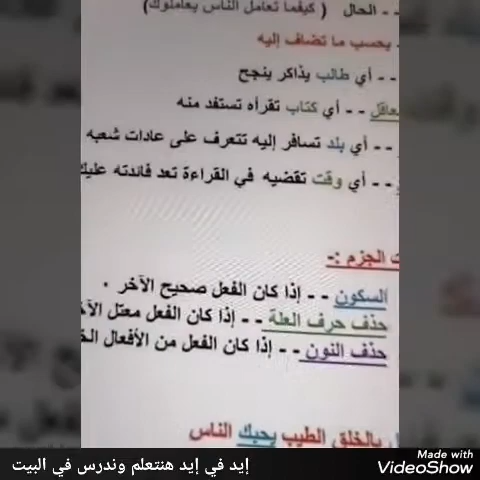 - - الحال ( كيفما تعامل الناس يعاملوك)
- بحسب ما تضاف إليه
- - أي طالب يذاكر ينجح
- - أي كتاب تقرأه تستفد منه
- - أي بلد تسافر إليه تتعرف على عادات شعبه
- - أي وقت تقضيه في القراءة تعد فائدته
الجزم :-
السكون - - إذا كان الفعل صحيح الآخر .
حذف حرف العلة - - إذا كان الفعل معتل
حذف النون - - إذا كان الفعل من الأفعال
بالخلق الطيب يحبك الناس
إيد في إيد هنتعلم وندرس في البيت
Made with
VideoShow